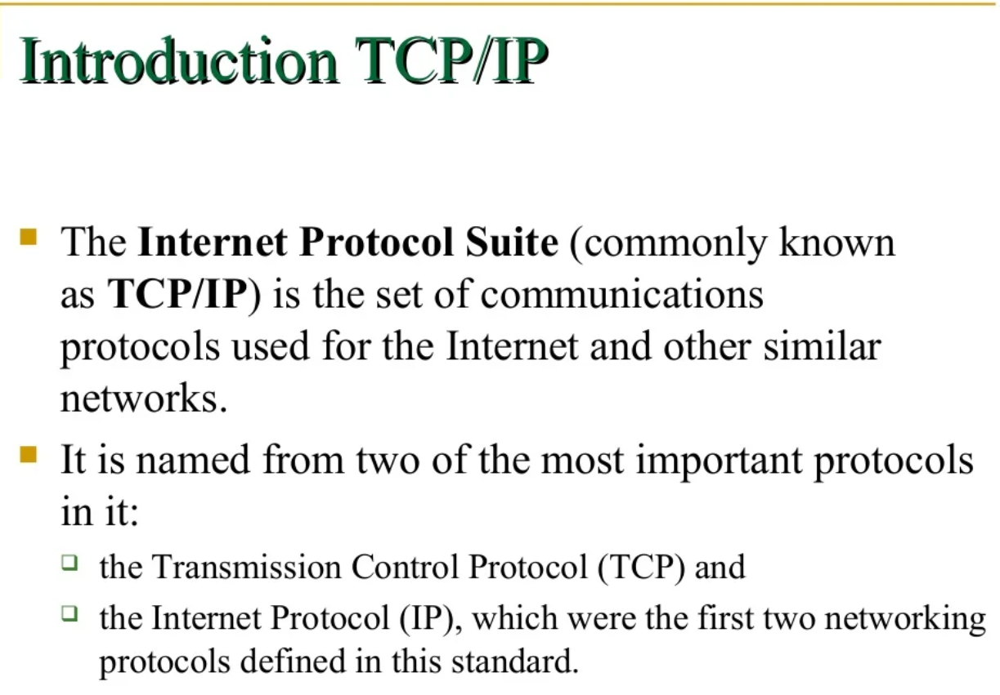 Introduction TCP/IP
The Internet Protocol Suite (commonly known
as TCP/IP) is the set of communications
protocols used for the Internet and other similar
networks.
It is named from two of the most important protocols
in it:
the Transmission Control Protocol (TCP) and
the Internet Protocol (IP), which were the first two networking
protocols defined in this standard.